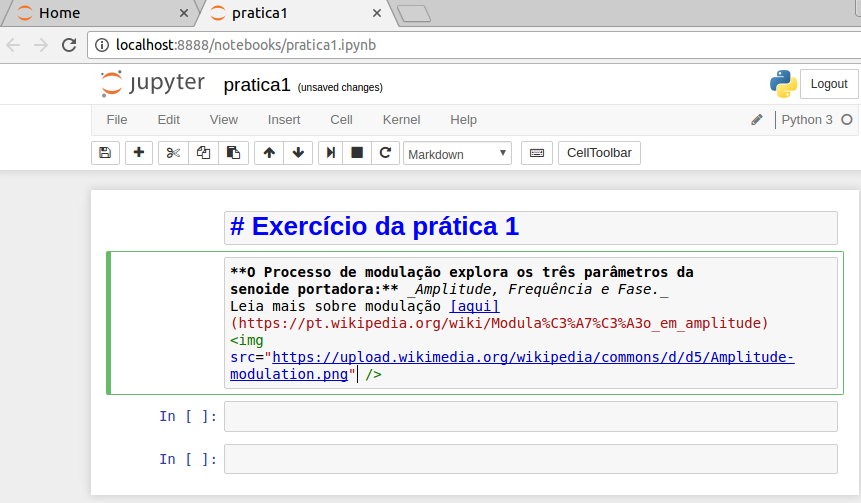 Home × pratica1 ×
localhost:8888/notebooks/pratica1.ipynb
jupyter pratica1 (unsaved changes) Logout
File Edit View Insert Cell Kernel Help Python 3
Markdown CellToolbar
# Exercício da prática 1
**O Processo de modulação explora os três parâmetros da
senoide portadora:** _Amplitude, Frequência e Fase._
Leia mais sobre modulação [aqui]
(https://pt.wikipedia.org/wiki/Modula%C3%A7%C3%A3o_em_amplitude)
<img
src="https://upload.wikimedia.org/wikipedia/commons/d/d5/Amplitude-
modulation.png" />
In [ ]:
In [ ]: